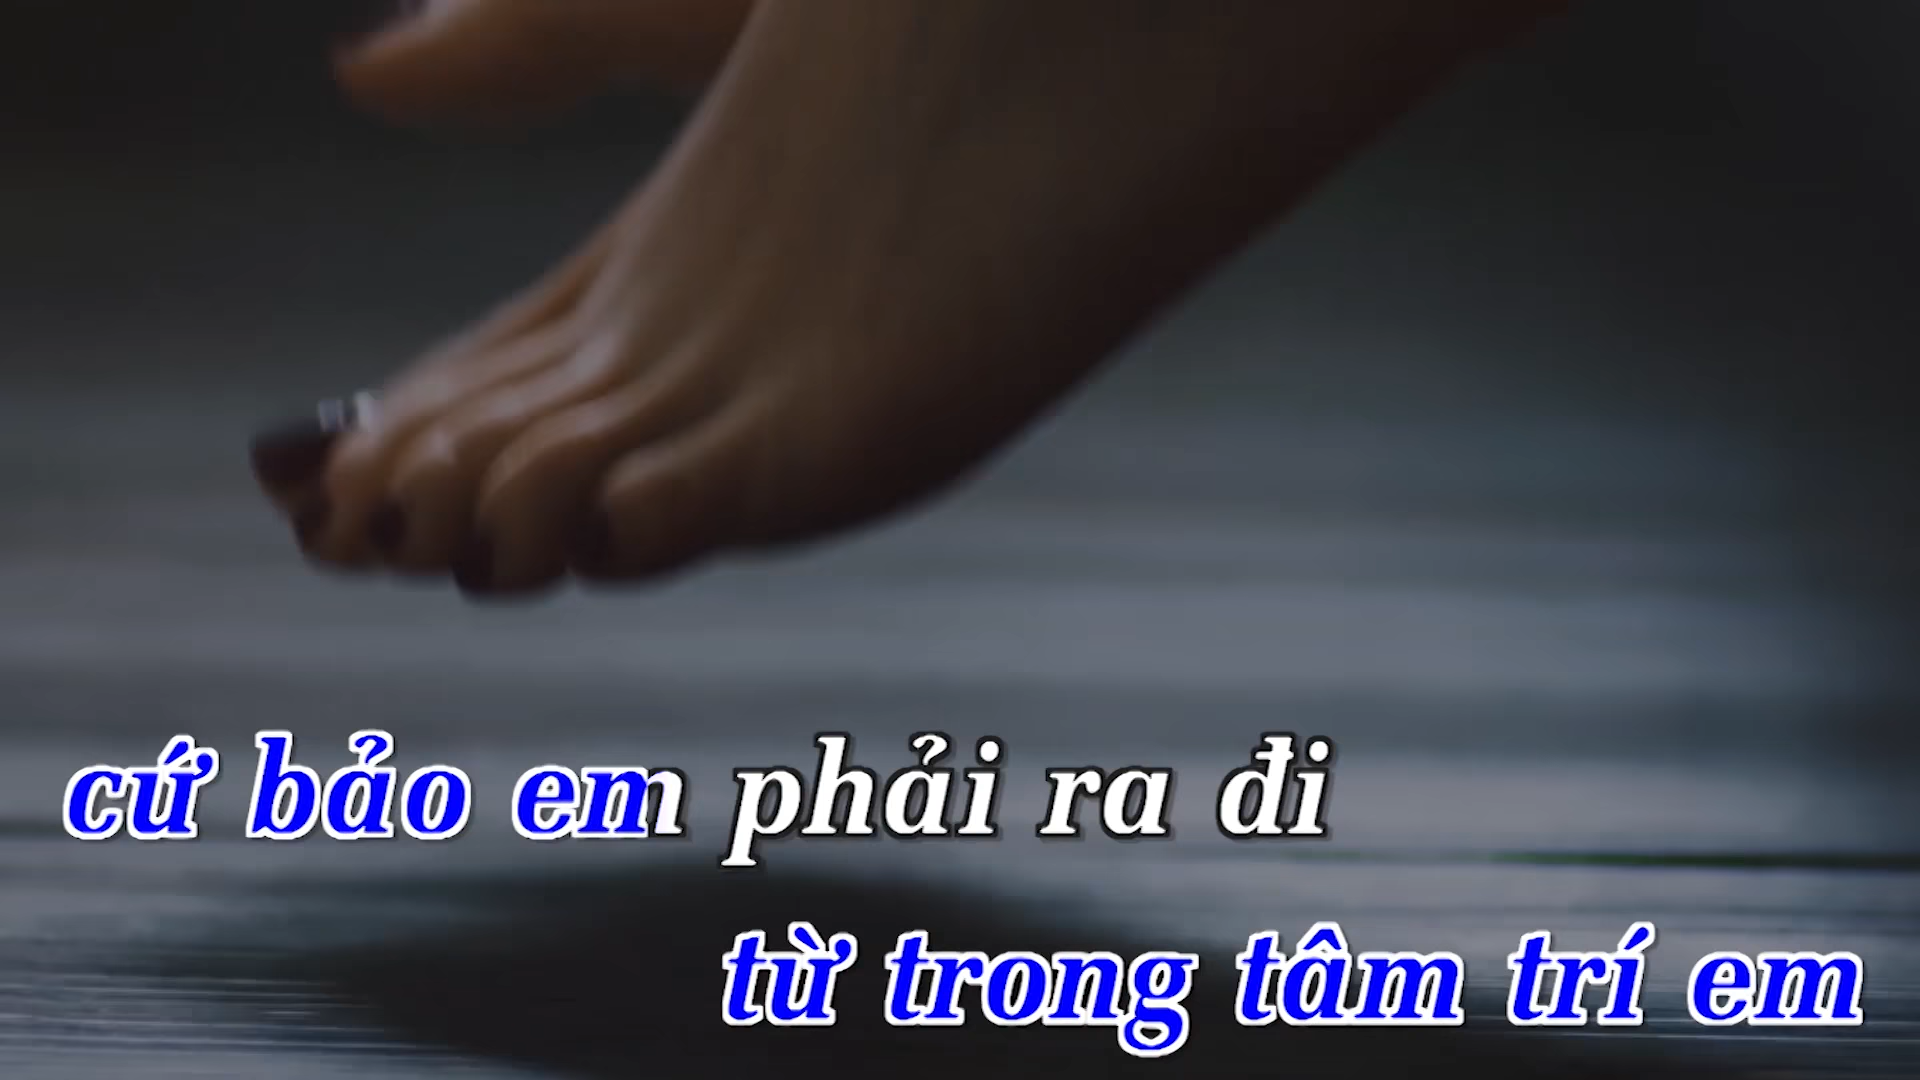 cứ bảo em phải ra đi
từ trong tâm trí em